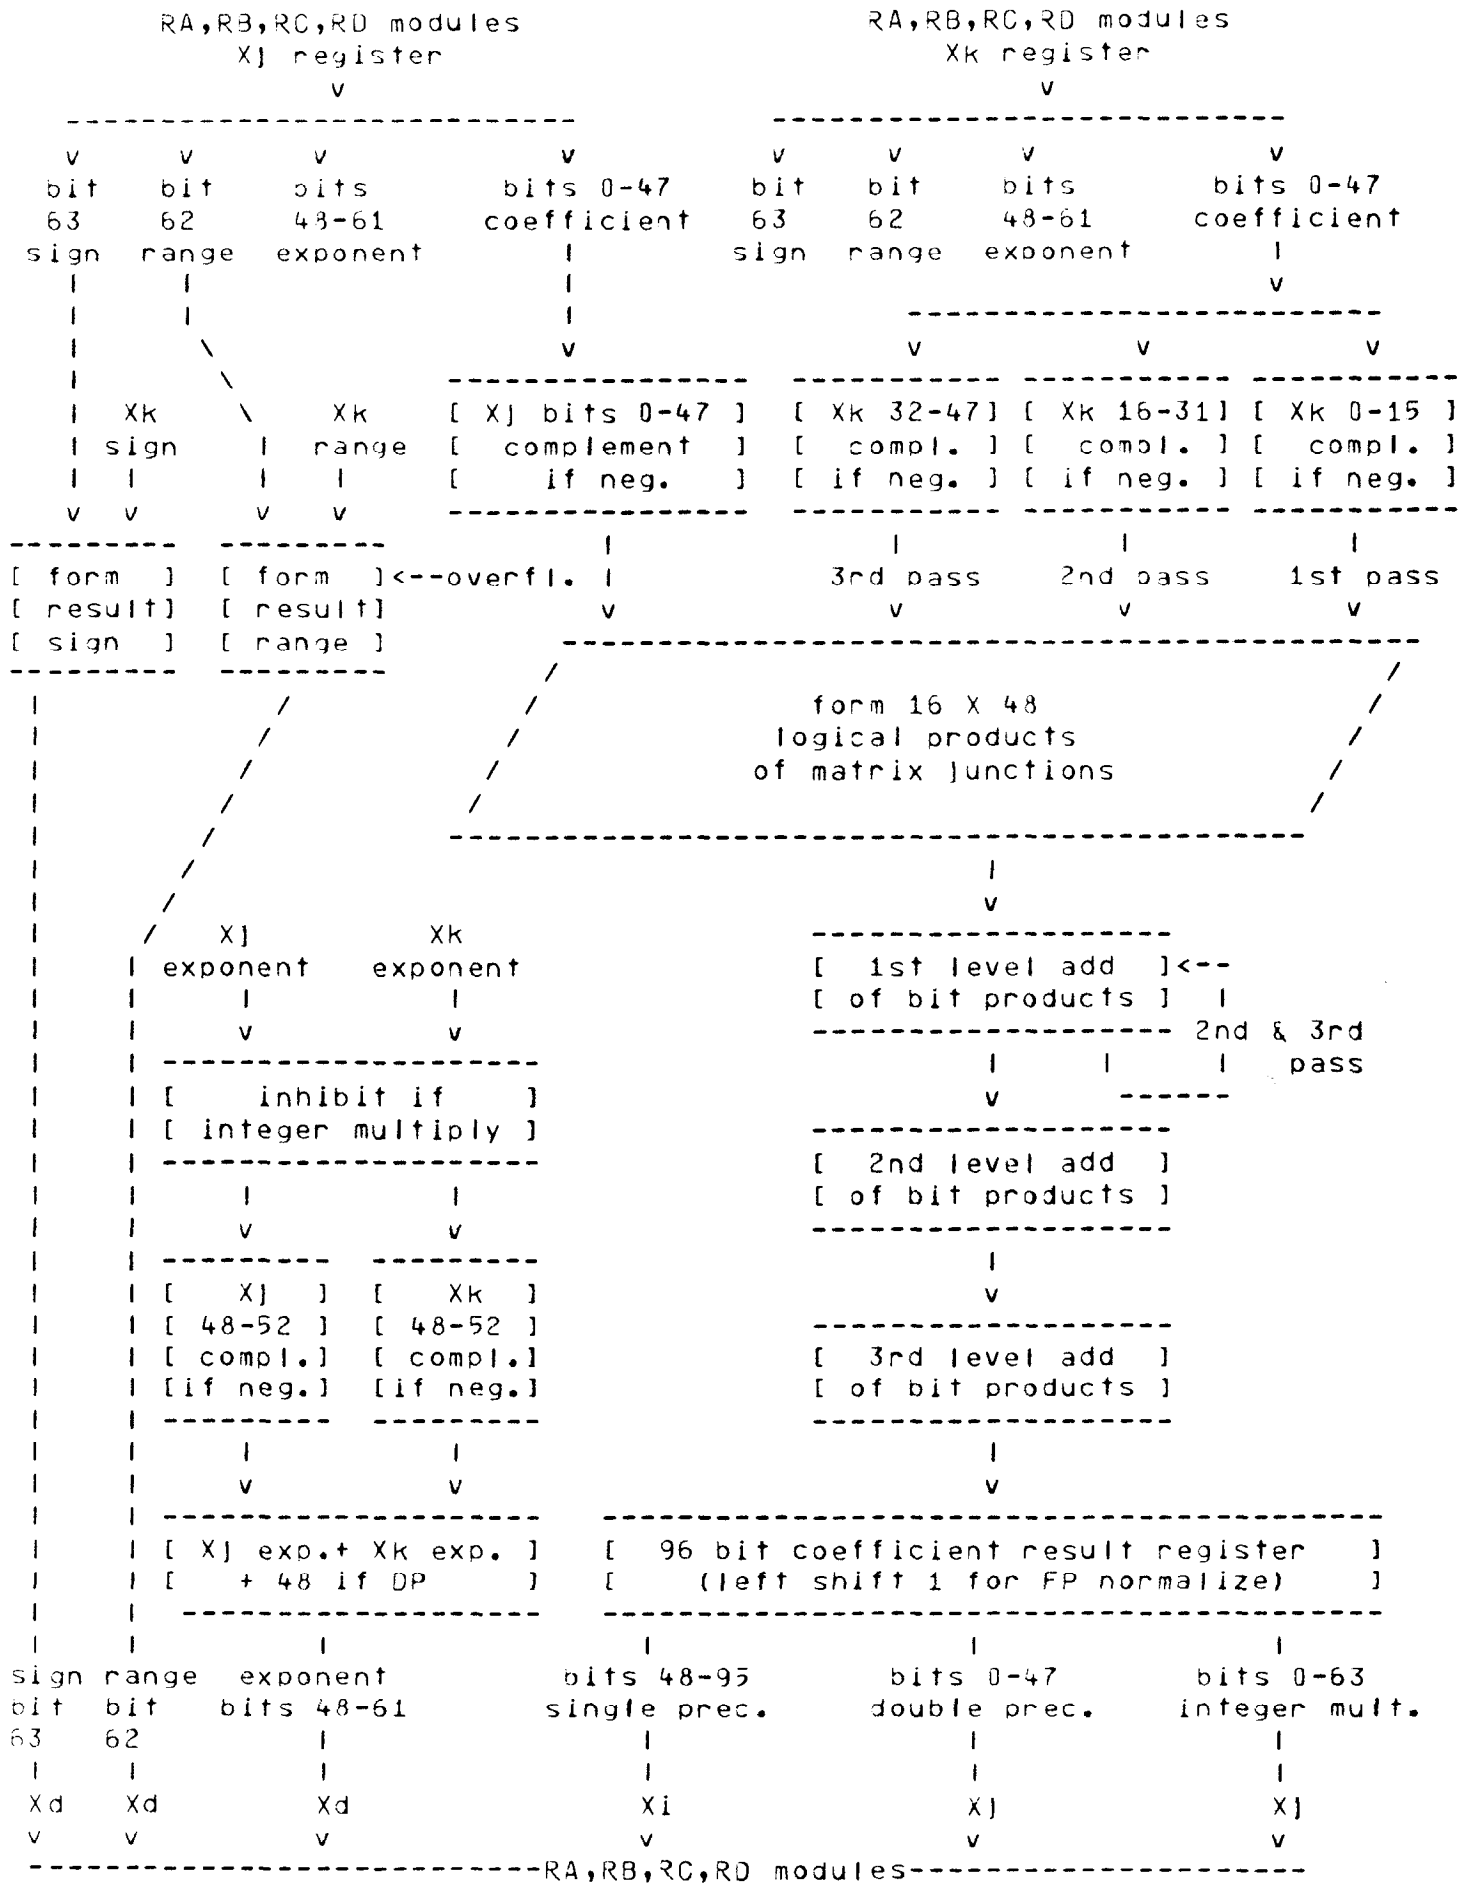 RA,RB,RC,RD modules RA,RB,RC,RD modules
Xj register Xk register
v v
--------------------------- ---------------------------
v v v v v v v v
bit bit bits bits 0-47 bit bit bits bits 0-47
63 62 48-61 coefficient 63 62 48-61 coefficient
sign range exponent | sign range exponent |
| | | v
| | | -------------------------
| \ v v v v
| \ ---------------- ----------- ----------- -----------
| Xk \ Xk [ Xj bits 0-47 ] [ Xk 32-47] [ Xk 16-31] [ Xk 0-15 ]
| sign | range [ complement ] [ compl. ] [ compl. ] [ compl. ]
| | | | [ if neg. ] [ if neg. ] [ if neg. ] [ if neg. ]
v v v v ---------------- ----------- ----------- -----------
--------- --------- | | | |
[ form ] [ form ]<--overfl. | 3rd pass 2nd pass 1st pass
[ result] [ result] v v v v
[ sign ] [ range ] ---------------------------------------------
--------- --------- / /
| / / form 16 X 48 /
| / / logical products /
| / / of matrix junctions /
| / / /
| / ---------------------------------------------
| / |
| / v
| / Xj Xk -------------------
| | exponent exponent [ 1st level add ]<--
| | | | [ of bit products ] |
| | v v ------------------- 2nd & 3rd
| | -------------------- | | | pass
| | [ inhibit if ] v ------
| | [ integer multiply ] -------------------
| | -------------------- [ 2nd level add ]
| | | | [ of bit products ]
| | v v -------------------
| | --------- --------- |
| | [ Xj ] [ Xk ] v
| | [ 48-52 ] [ 48-52 ] -------------------
| | [ compl.] [ compl.] [ 3rd level add ]
| | [if neg.] [if neg.] [ of bit products ]
| | --------- --------- -------------------
| | | | |
| | v v v
| | -------------------- -----------------------------------------
| | [ Xj exp.+ Xk exp. ] [ 96 bit coefficient result register ]
| | [ + 48 if DP ] [ (left shift 1 for FP normalize) ]
| | ------------------- -----------------------------------------
| | | | | |
sign range exponent bits 48-95 bits 0-47 bits 0-63
bit bit bits 48-61 single prec. double prec. integer mult.
63 62 | | | |
| | | | | |
Xd Xd Xd Xi Xj Xj
v v v v v v
---------------------------RA,RB,RC,RD modules---------------------